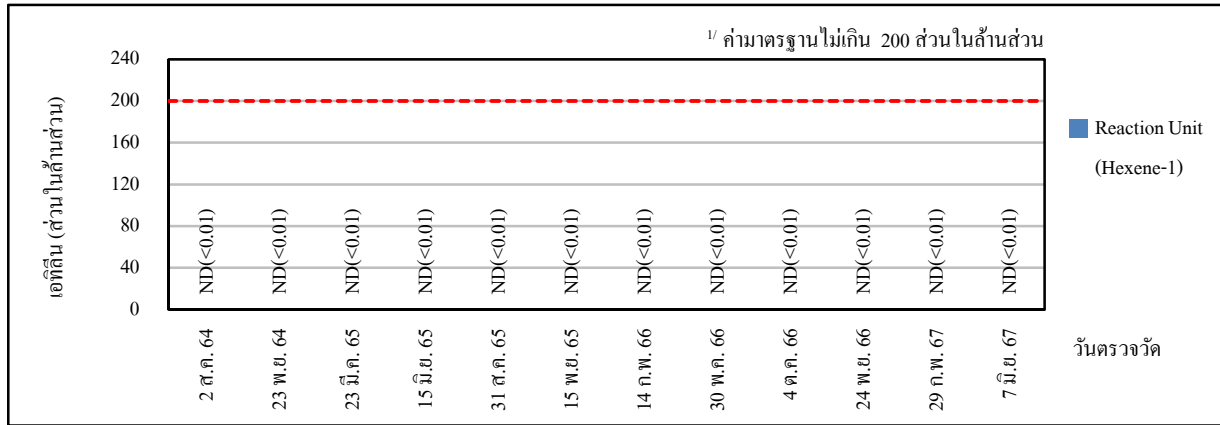 1/ ค่ามาตรฐานไม่เกิน 200 ส่วนในล้านส่วน
เอทิลีน (ส่วนในล้านส่วน)
240
200
160
120
80
40
0
ND(<0.01)
ND(<0.01)
ND(<0.01)
ND(<0.01)
ND(<0.01)
ND(<0.01)
ND(<0.01)
ND(<0.01)
ND(<0.01)
ND(<0.01)
ND(<0.01)
ND(<0.01)
2 ส.ค. 64
23 พ.ย. 64
23 มี.ค. 65
15 มิ.ย. 65
31 ส.ค. 65
15 พ.ย. 65
14 ก.พ. 66
30 พ.ค. 66
4 ต.ค. 66
24 พ.ย. 66
29 ก.พ. 67
7 มิ.ย. 67
วันตรวจวัด
Reaction Unit
(Hexene-1)